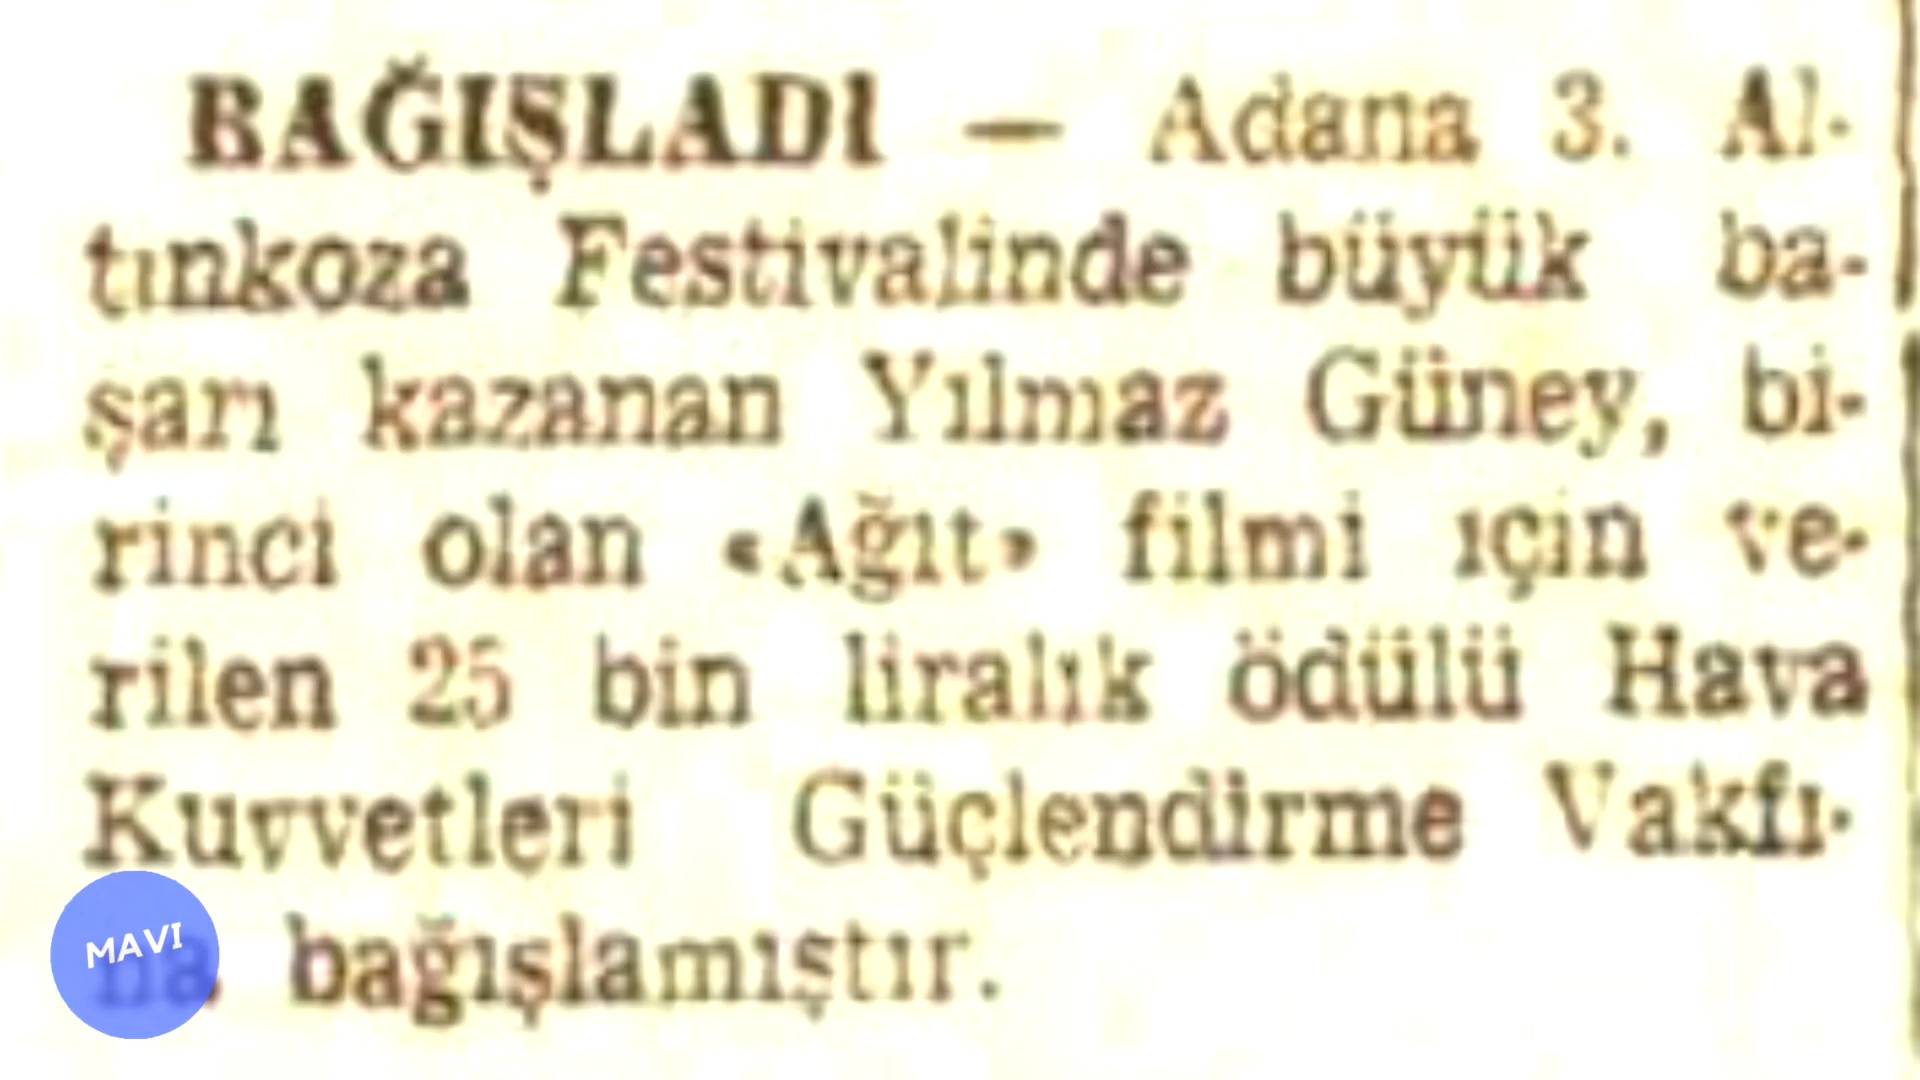 BAĞIŞLADI — Adana 3. Al-
tınkoza Festivalinde büyük ba-
şarı kazanan Yılmaz Güney, bi-
rinci olan «Ağıt» filmi için ve-
rilen 25 bin liralık ödülü Hava
Kuvvetleri Güçlendirme Vakfı-
na bağışlamıştır.
MAVI